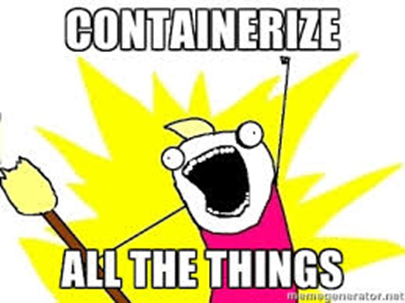 CONTAINERIZE
ALL THE THINGS
memegenerator.net